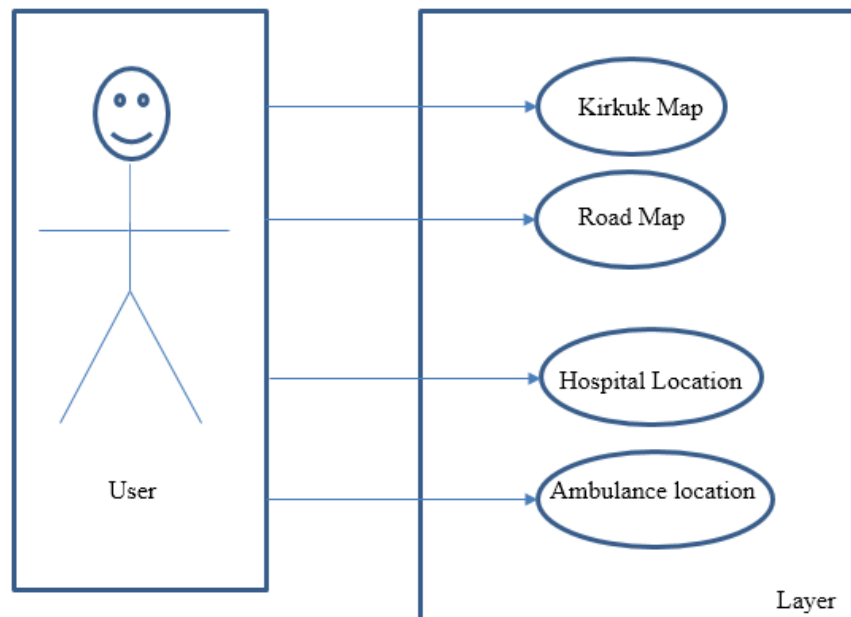 Kirkuk Map
Road Map
Hospital Location
User
Ambulance location
Layer